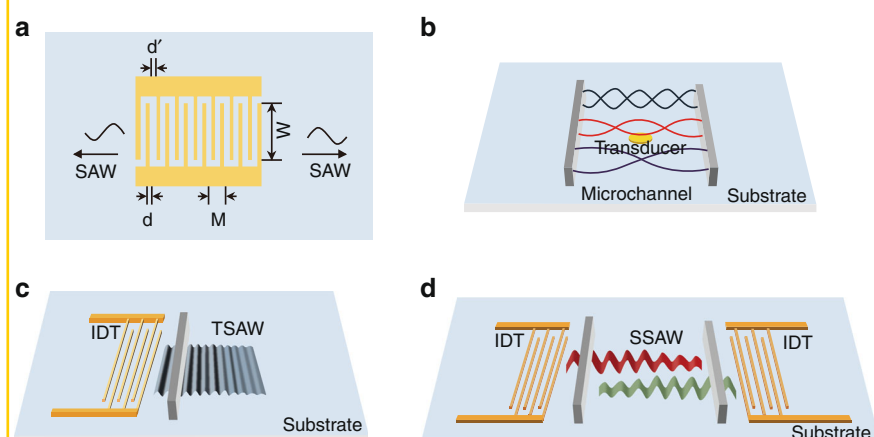 a
d′
W
SAW
SAW
d
M
b
Transducer
Microchannel
Substrate
c
IDT
TSAW
Substrate
d
IDT
SSAW
IDT
Substrate